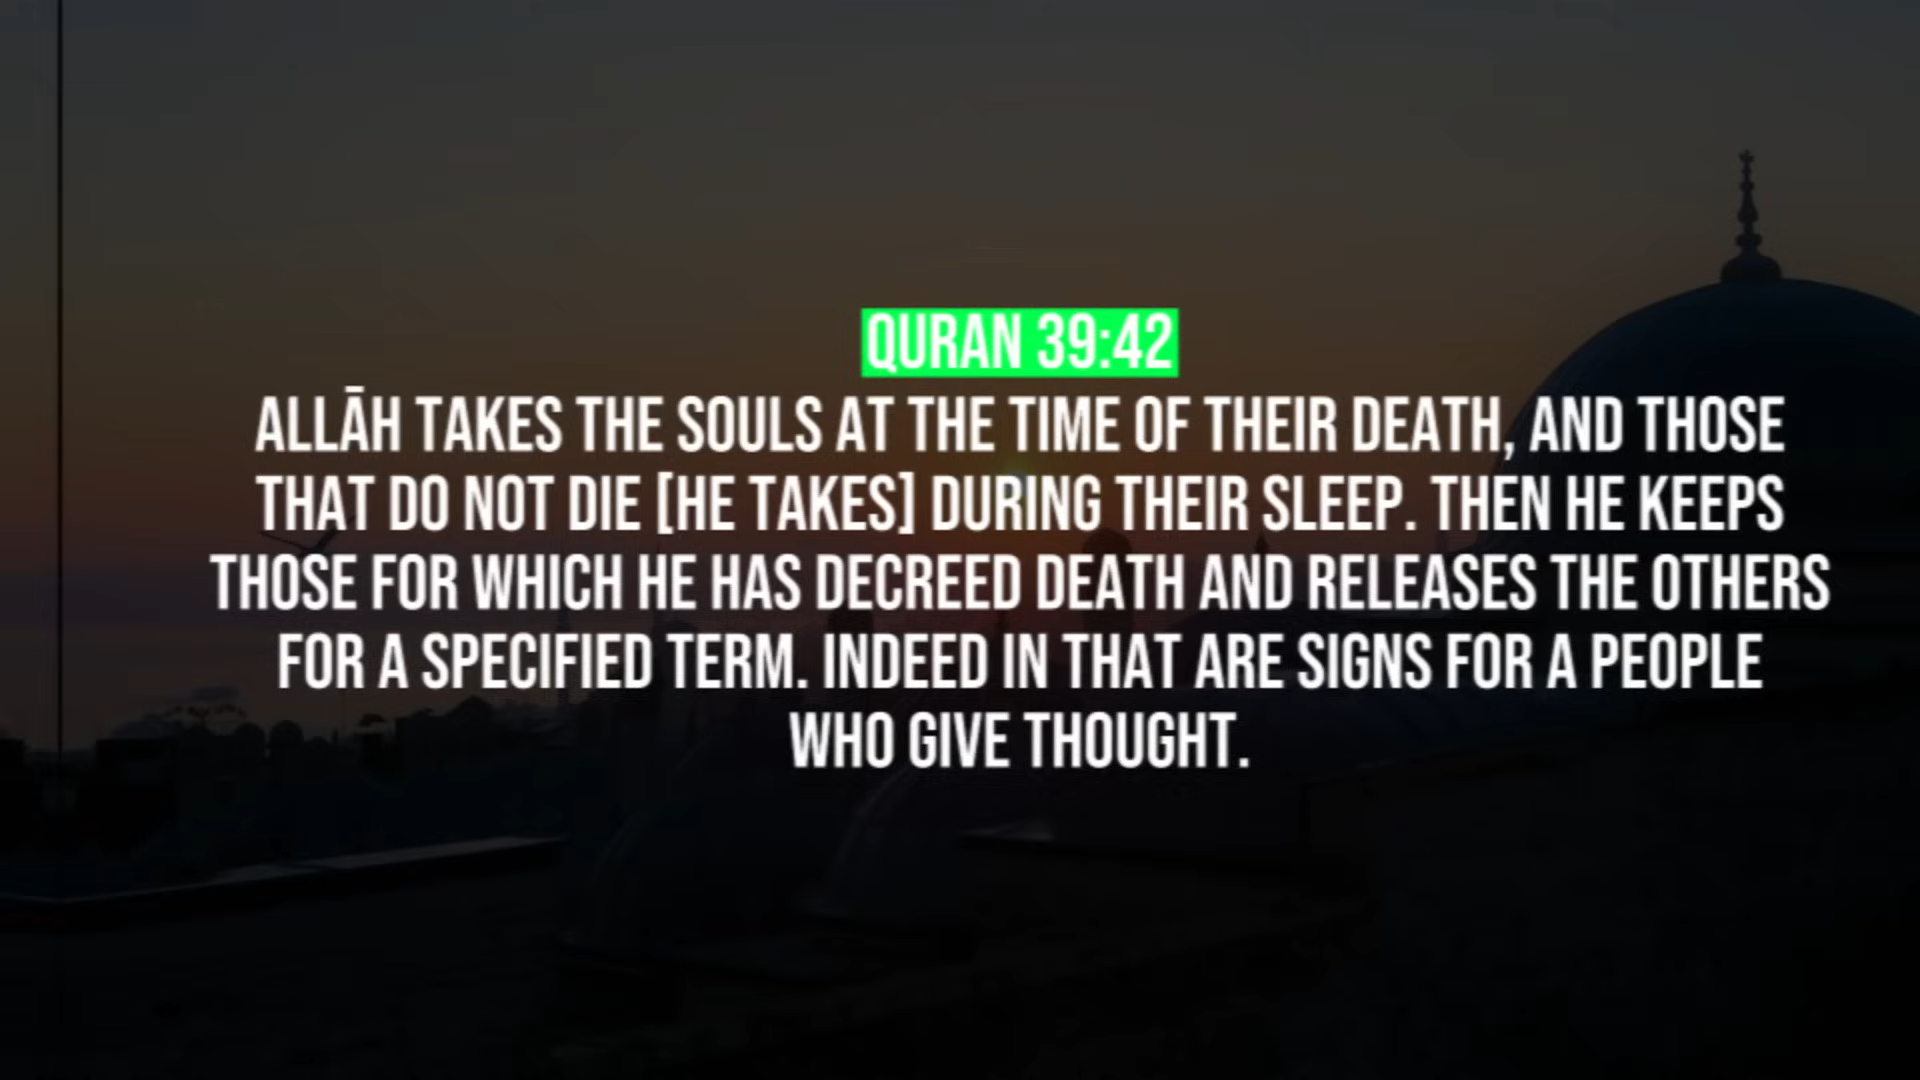 QURAN 39:42
ALLĀH TAKES THE SOULS AT THE TIME OF THEIR DEATH, AND THOSE
THAT DO NOT DIE [HE TAKES] DURING THEIR SLEEP. THEN HE KEEPS
THOSE FOR WHICH HE HAS DECREED DEATH AND RELEASES THE OTHERS
FOR A SPECIFIED TERM. INDEED IN THAT ARE SIGNS FOR A PEOPLE
WHO GIVE THOUGHT.